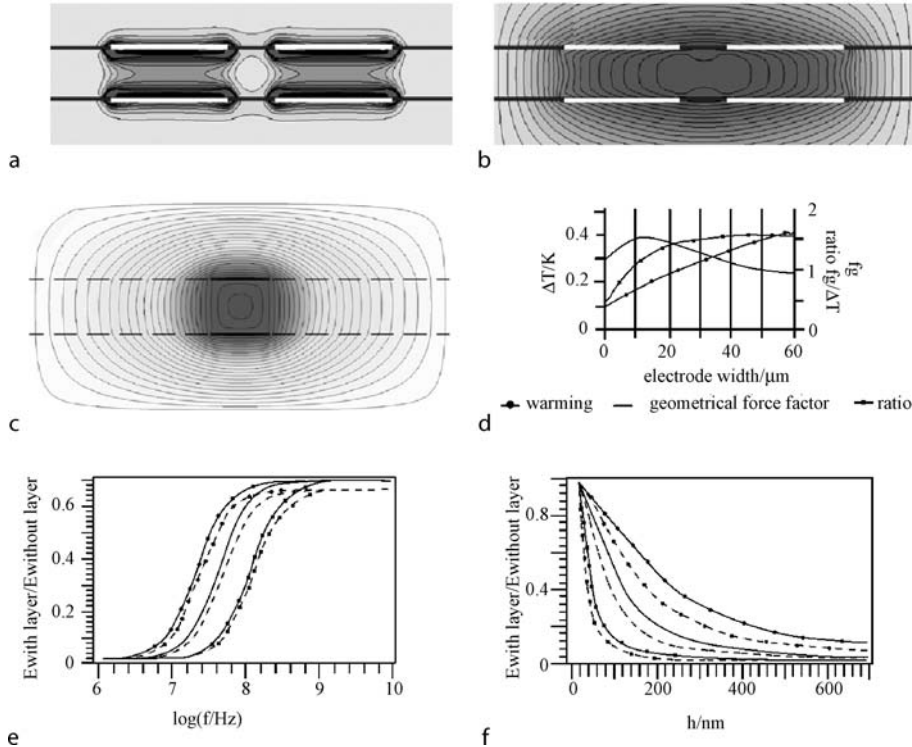 a
b
c
0.4
0.2
0
ΔT/K
2
1
0
fg
ratio fg/ΔT
0
20
40
60
electrode width/μm
warming
geometrical force factor
ratio
d
0.6
0.4
0.2
0
Ewith layer/Ewithout layer
6
7
8
9
10
log(f/Hz)
e
0.8
0.4
0
Ewith layer/Ewithout layer
0
200
400
600
h/nm
f